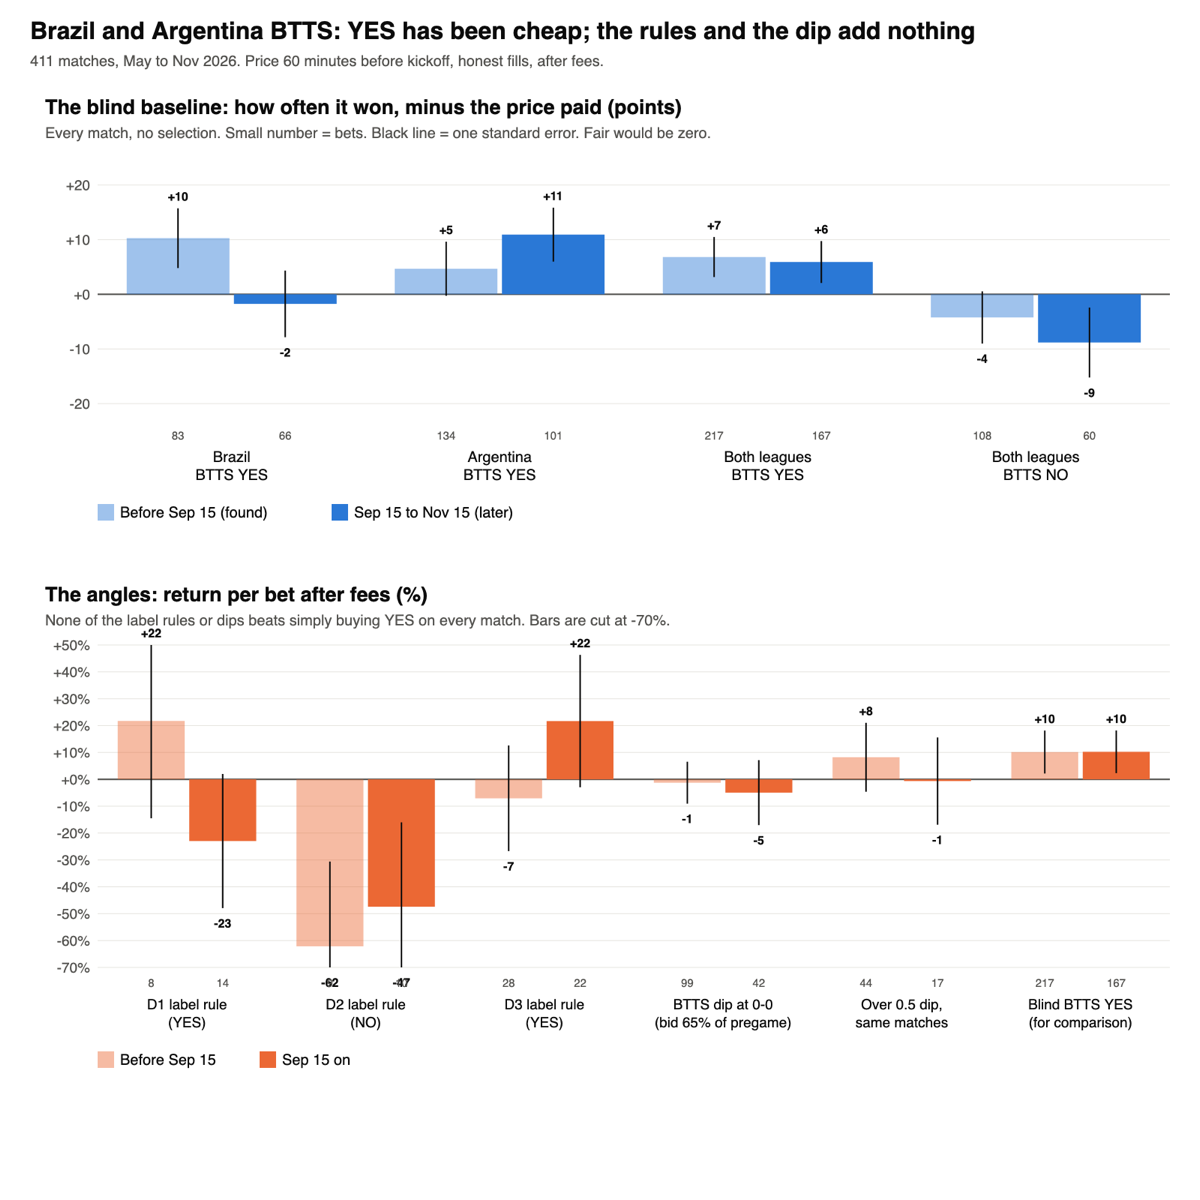 Brazil and Argentina BTTS: YES has been cheap; the rules and the dip add nothing
411 matches, May to Nov 2026. Price 60 minutes before kickoff, honest fills, after fees.
The blind baseline: how often it won, minus the price paid (points)
Every match, no selection. Small number = bets. Black line = one standard error. Fair would be zero.
+20
+10
+0
-10
-20
+10
-2
+5
+11
+7
+6
-4
-9
83 66 134 101 217 167 108 60
Brazil Argentina Both leagues Both leagues
BTTS YES BTTS YES BTTS YES BTTS NO
Before Sep 15 (found) Sep 15 to Nov 15 (later)
The angles: return per bet after fees (%)
None of the label rules or dips beats simply buying YES on every match. Bars are cut at -70%.
+50%
+40%
+30%
+20%
+10%
+0%
-10%
-20%
-30%
-40%
-50%
-60%
-70%
+22
-23
-62
-47
-7
+22
-1
-5
+8
-1
+10
+10
8 14 28 22 99 42 44 17 217 167
D1 label rule D2 label rule D3 label rule BTTS dip at 0-0 Over 0.5 dip, Blind BTTS YES
(YES) (NO) (YES) (bid 65% of pregame) same matches (for comparison)
Before Sep 15 Sep 15 on